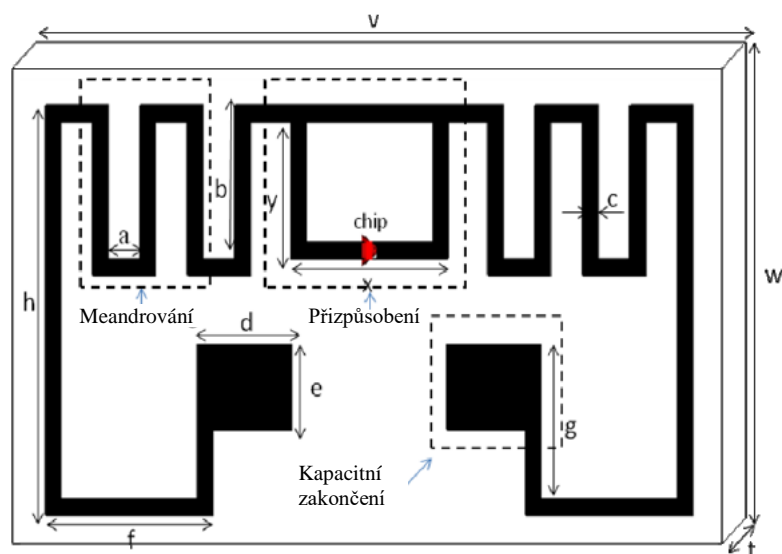 v
b
y
chip
a
c
x
w
h
Meandrování
Přizpůsobení
d
e
g
Kapacitní
zakončení
f
t